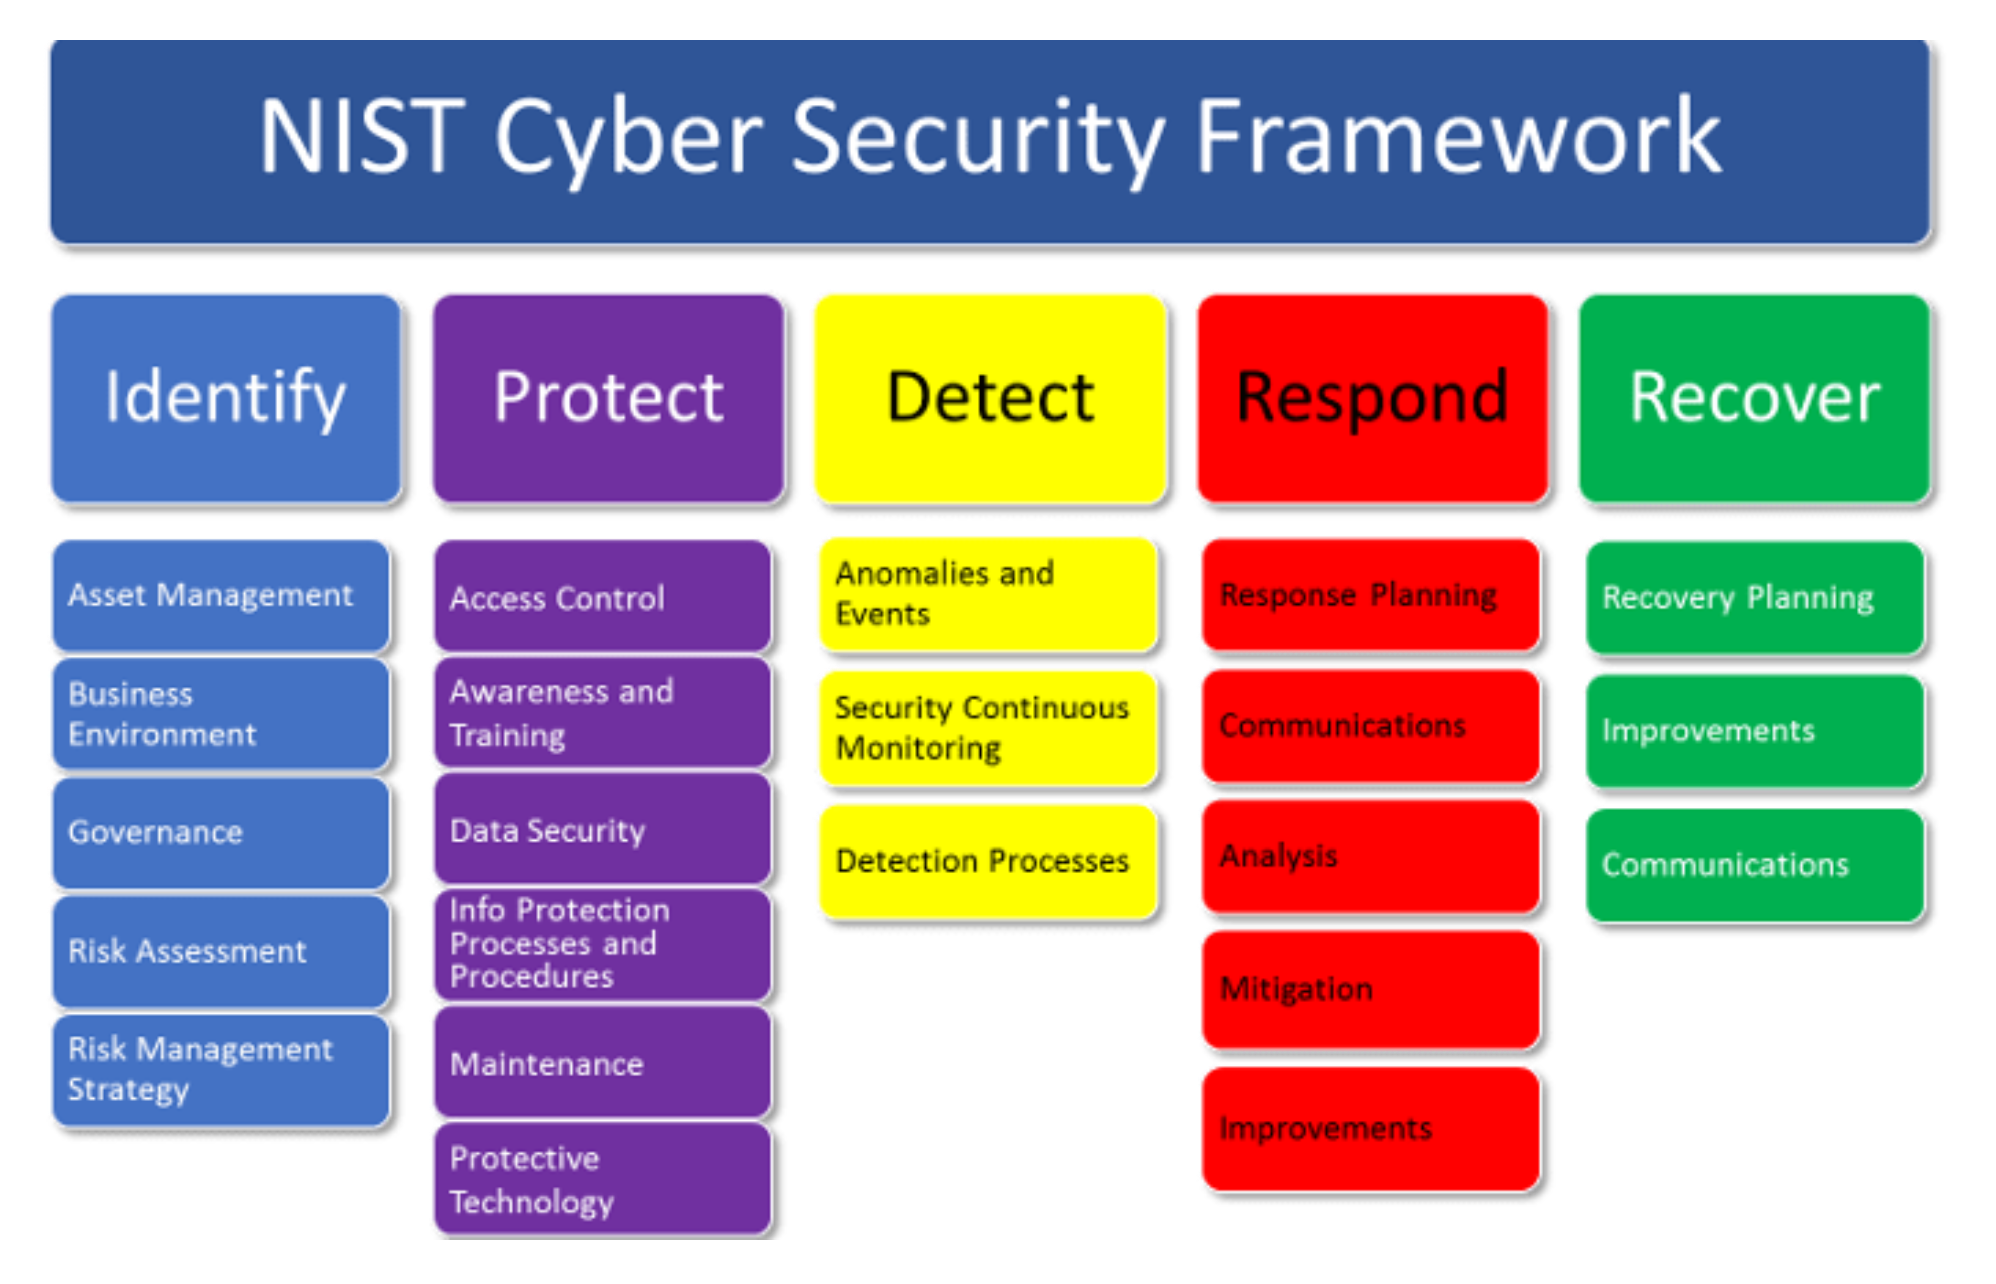 NIST Cyber Security Framework
Identify
Protect
Detect
Respond
Recover
Asset Management
Business
Environment
Governance
Risk Assessment
Risk Management
Strategy
Access Control
Awareness and
Training
Data Security
Info Protection
Processes and
Procedures
Maintenance
Protective
Technology
Anomalies and
Events
Security Continuous
Monitoring
Detection Processes
Response Planning
Communications
Analysis
Mitigation
Improvements
Recovery Planning
Improvements
Communications